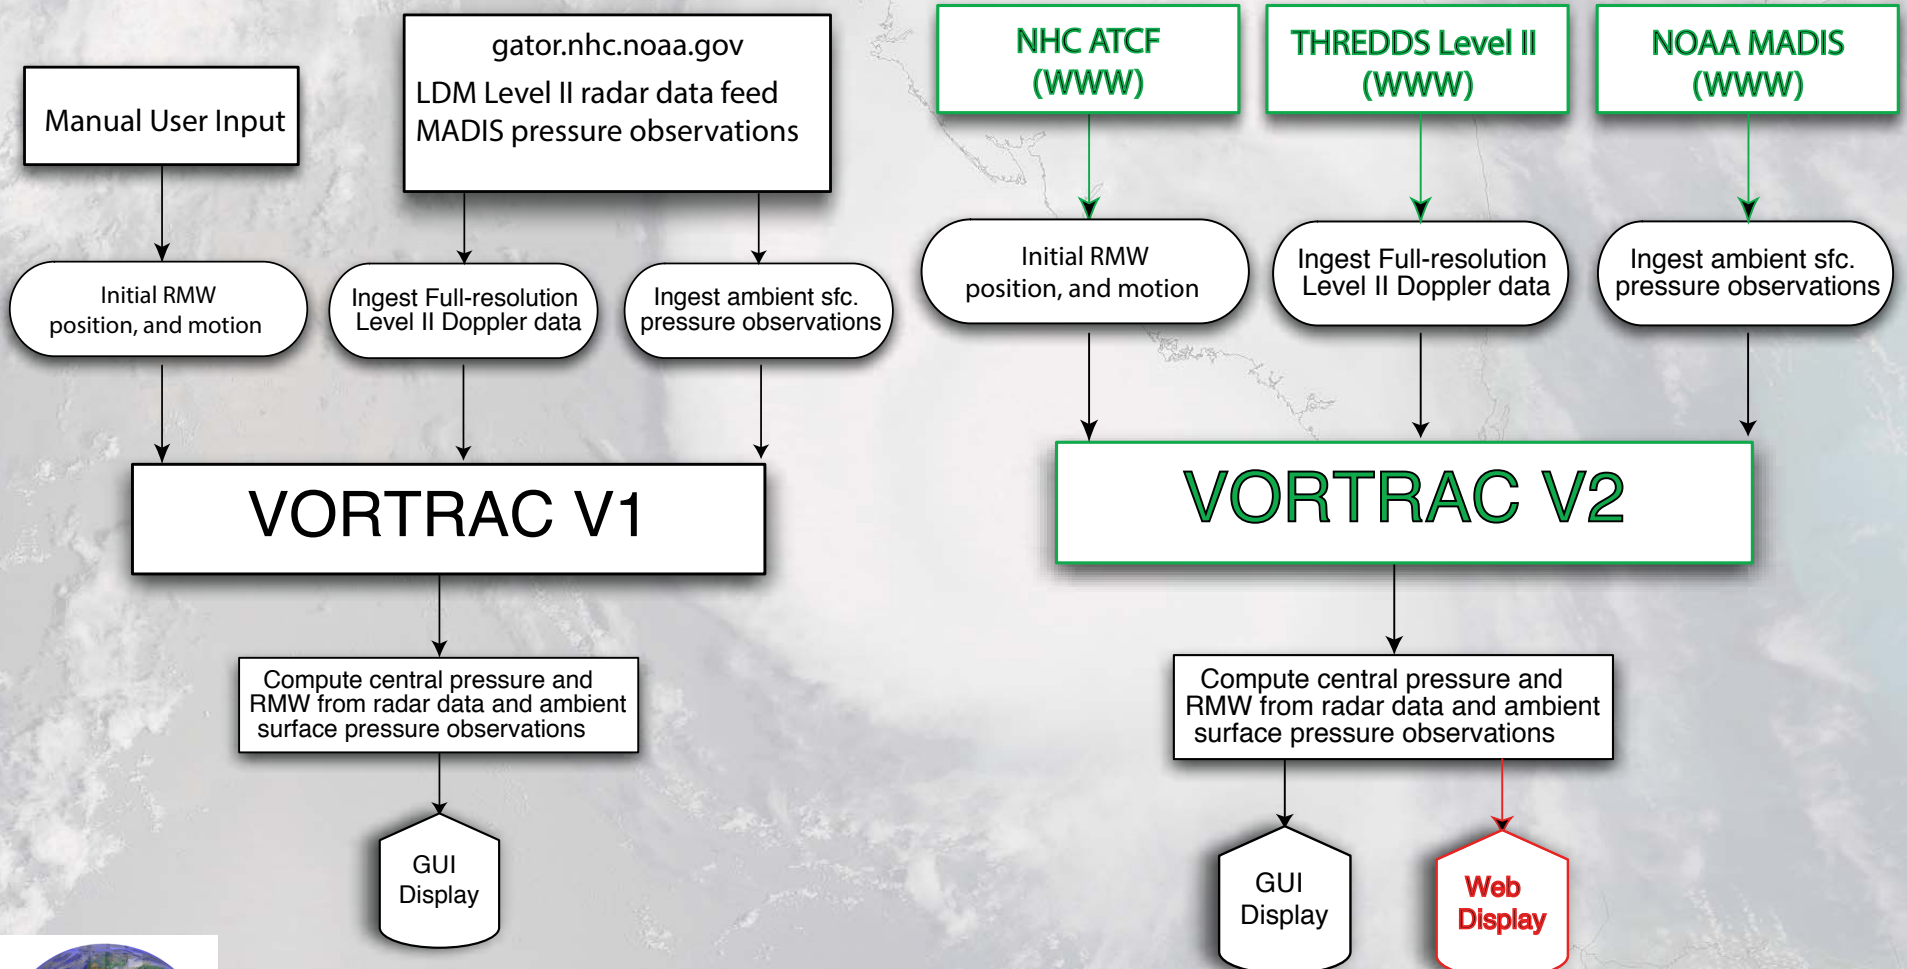 Manual User Input
gator.nhc.noaa.gov
LDM Level II radar data feed
MADIS pressure observations
Initial RMW
position, and motion
Ingest Full-resolution
Level II Doppler data
Ingest ambient sfc.
pressure observations
VORTRAC V1
Compute central pressure and
RMW from radar data and ambient
surface pressure observations
GUI
Display
NHC ATCF
(WWW)
THREDDS Level II
(WWW)
NOAA MADIS
(WWW)
Initial RMW
position, and motion
Ingest Full-resolution
Level II Doppler data
Ingest ambient sfc.
pressure observations
VORTRAC V2
Compute central pressure and
RMW from radar data and ambient
surface pressure observations
GUI
Display
Web
Display